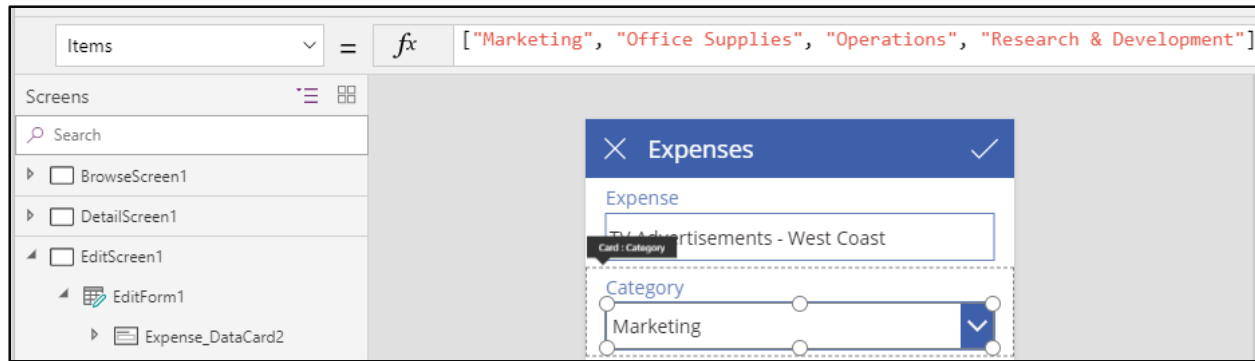 Items = fx ["Marketing", "Office Supplies", "Operations", "Research & Development"]
Screens
Search
BrowseScreen1
DetailScreen1
EditScreen1
EditForm1
Expense_DataCard2
Expenses
Expense
TV Advertisements - West Coast
Card : Category
Category
Marketing